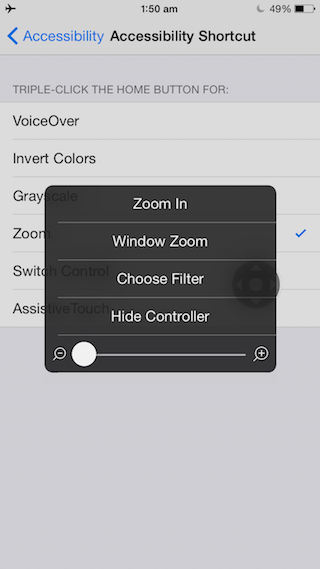 1:50 am
49%
Accessibility Accessibility Shortcut
TRIPLE-CLICK THE HOME BUTTON FOR:
VoiceOver
Invert Colors
Grayscale
Zoom In
Zoom
Window Zoom
Switch Control
Choose Filter
AssistiveTouch
Hide Controller